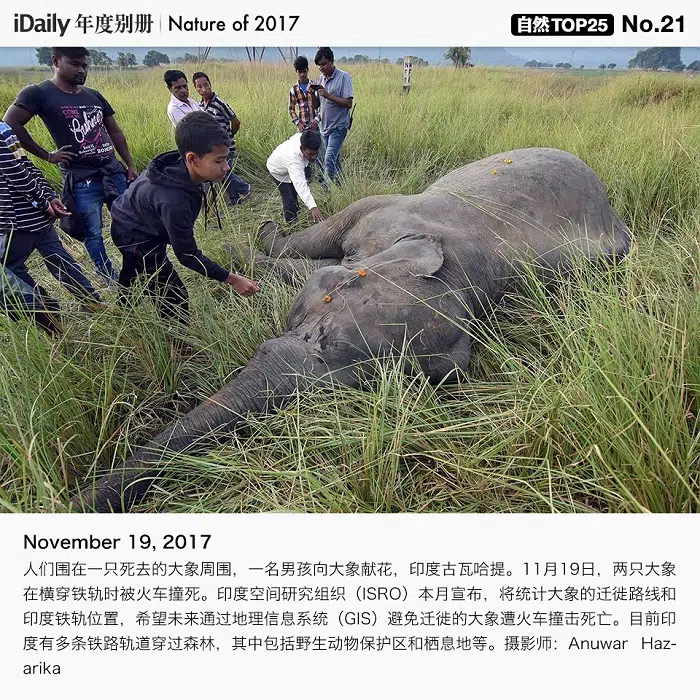 iDaily 年度别册 | Nature of 2017
自然TOP25 No.21
November 19, 2017
人们围在一只死去的大象周围，一名男孩向大象献花，印度古瓦哈提。11月19日，两只大象
在横穿铁轨时被火车撞死。印度空间研究组织（ISRO）本月宣布，将统计大象的迁徙路线和
印度铁轨位置，希望未来通过地理信息系统（GIS）避免迁徙的大象遭火车撞击死亡。目前印
度有多条铁路轨道穿过森林，其中包括野生动物保护区和栖息地等。摄影师：Anuwar Haz-
arika